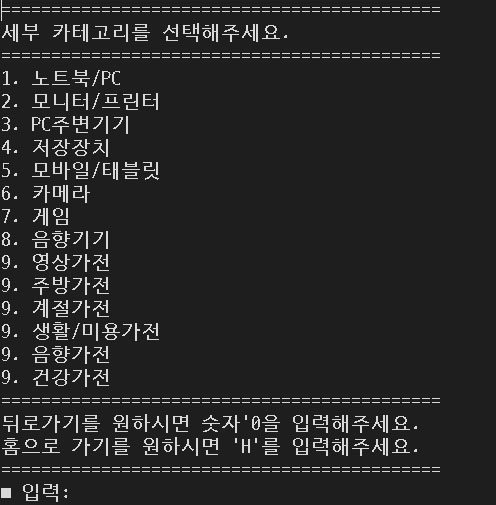 ============================================
세부 카테고리를 선택해주세요.
============================================
1. 노트북/PC
2. 모니터/프린터
3. PC주변기기
4. 저장장치
5. 모바일/태블릿
6. 카메라
7. 게임
8. 음향기기
9. 영상가전
9. 주방가전
9. 계절가전
9. 생활/미용가전
9. 음향가전
9. 건강가전
============================================
뒤로가기를 원하시면 숫자'0을 입력해주세요.
홈으로 가기를 원하시면 'H'를 입력해주세요.
============================================
■ 입력: